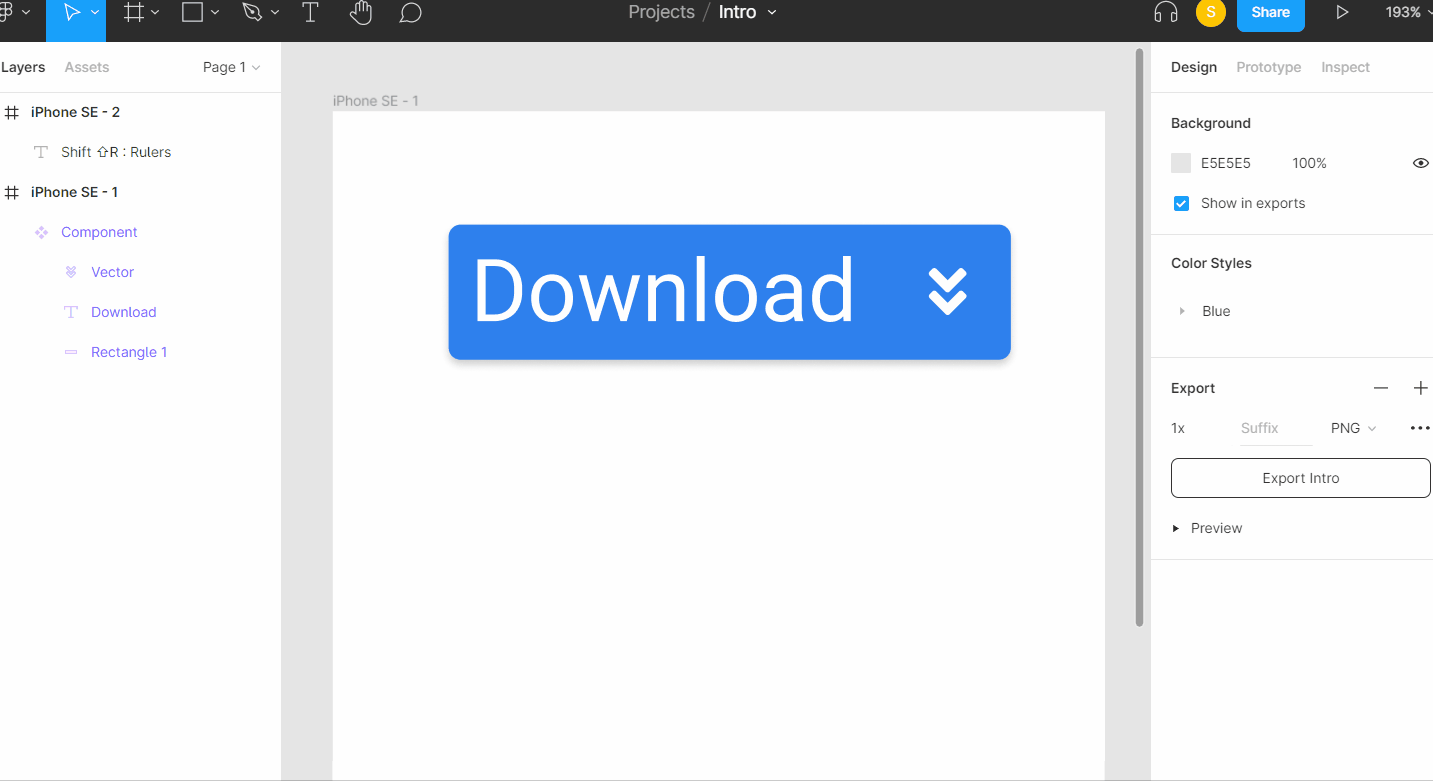 Projects / Intro
S
Share
193%
Layers Assets Page 1
iPhone SE - 2
Shift ⇧R : Rulers
iPhone SE - 1
Component
Vector
Download
Rectangle 1
iPhone SE - 1
Download
Design Prototype Inspect
Background
E5E5E5 100%
Show in exports
Color Styles
Blue
Export
1x Suffix PNG
Export Intro
Preview